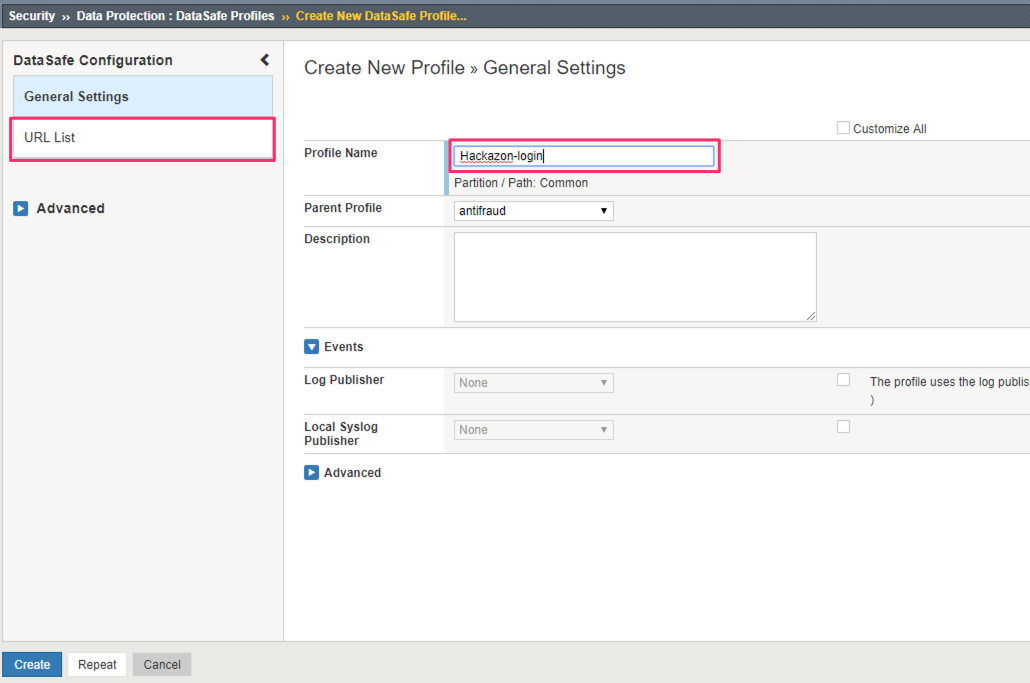 Security ›› Data Protection : DataSafe Profiles ›› Create New DataSafe Profile...
DataSafe Configuration
General Settings
URL List
Advanced
Create New Profile » General Settings
Customize All
Profile Name
Hackazon-login
Partition / Path: Common
Parent Profile
antifraud
Description
Events
Log Publisher
None
The profile uses the log publis
)
Local Syslog
Publisher
None
Advanced
Create
Repeat
Cancel